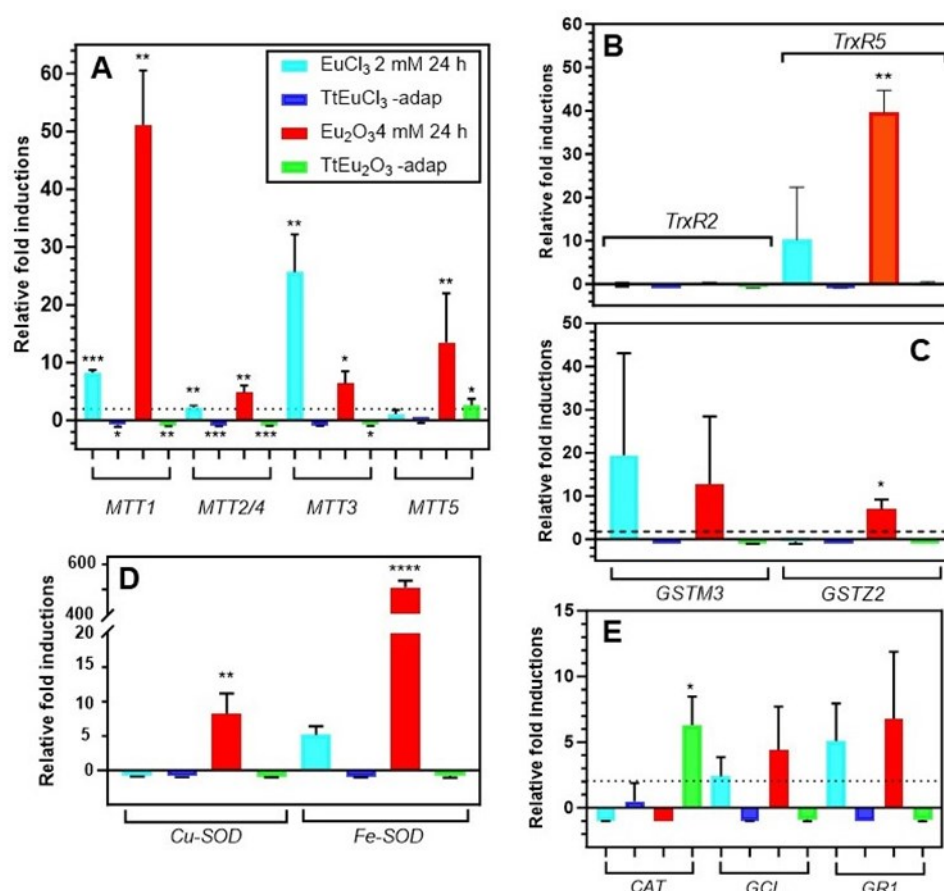 A
Relative fold inductions
60
50
40
30
20
10
0
EuCl3 2 mM 24 h
TtEuCl3 -adap
Eu2O34 mM 24 h
TtEu2O3 -adap
***
*
**
**
**
***
**
***
**
*
*
**
*
MTT1
MTT2/4
MTT3
MTT5
B
Relative fold inductions
60
50
40
30
20
10
0
TrxR2
TrxR5
**
C
Relative fold inductions
50
40
30
20
10
0
*
GSTM3
GSTZ2
D
Relative fold inductions
600
400
20
15
10
5
0
**
****
Cu-SOD
Fe-SOD
E
Relative fold Inductions
15
10
5
0
*
CAT
GCL
GR1